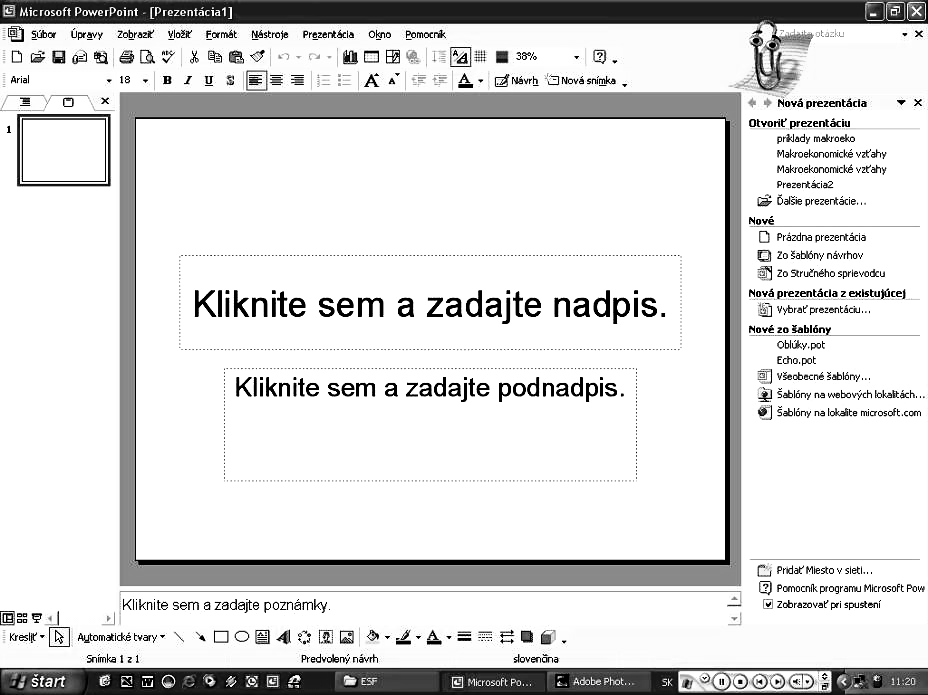 Microsoft PowerPoint - [Prezentácia1]
Súbor Úpravy Zobraziť Vložiť Formát Nástroje Prezentácia Okno Pomocník
Zadajte otázku
38%
Arial 18 B I U S A A A Návrh Nová snímka
1
Kliknite sem a zadajte nadpis.
Kliknite sem a zadajte podnadpis.
Nová prezentácia
Otvoriť prezentáciu
príklady makroeko
Makroekonomické vzťahy
Makroekonomické vzťahy
Prezentácia2
Ďalšie prezentácie...
Nové
Prázdna prezentácia
Zo šablóny návrhov
Zo Stručného sprievodcu
Nová prezentácia z existujúcej
Vybrať prezentáciu...
Nové zo šablóny
Oblúky.pot
Echo.pot
Všeobecné šablóny...
Šablóny na webových lokalitách...
Šablóny na lokalite microsoft.com
Pridať Miesto v sieti...
Pomocník programu Microsoft Pow
Zobrazovať pri spustení
Kliknite sem a zadajte poznámky.
Kresliť Automatické tvary
Snímka 1 z 1 Predvolený návrh slovenčina
štart ESF Microsoft Po... Adobe Phot... SK 11:20